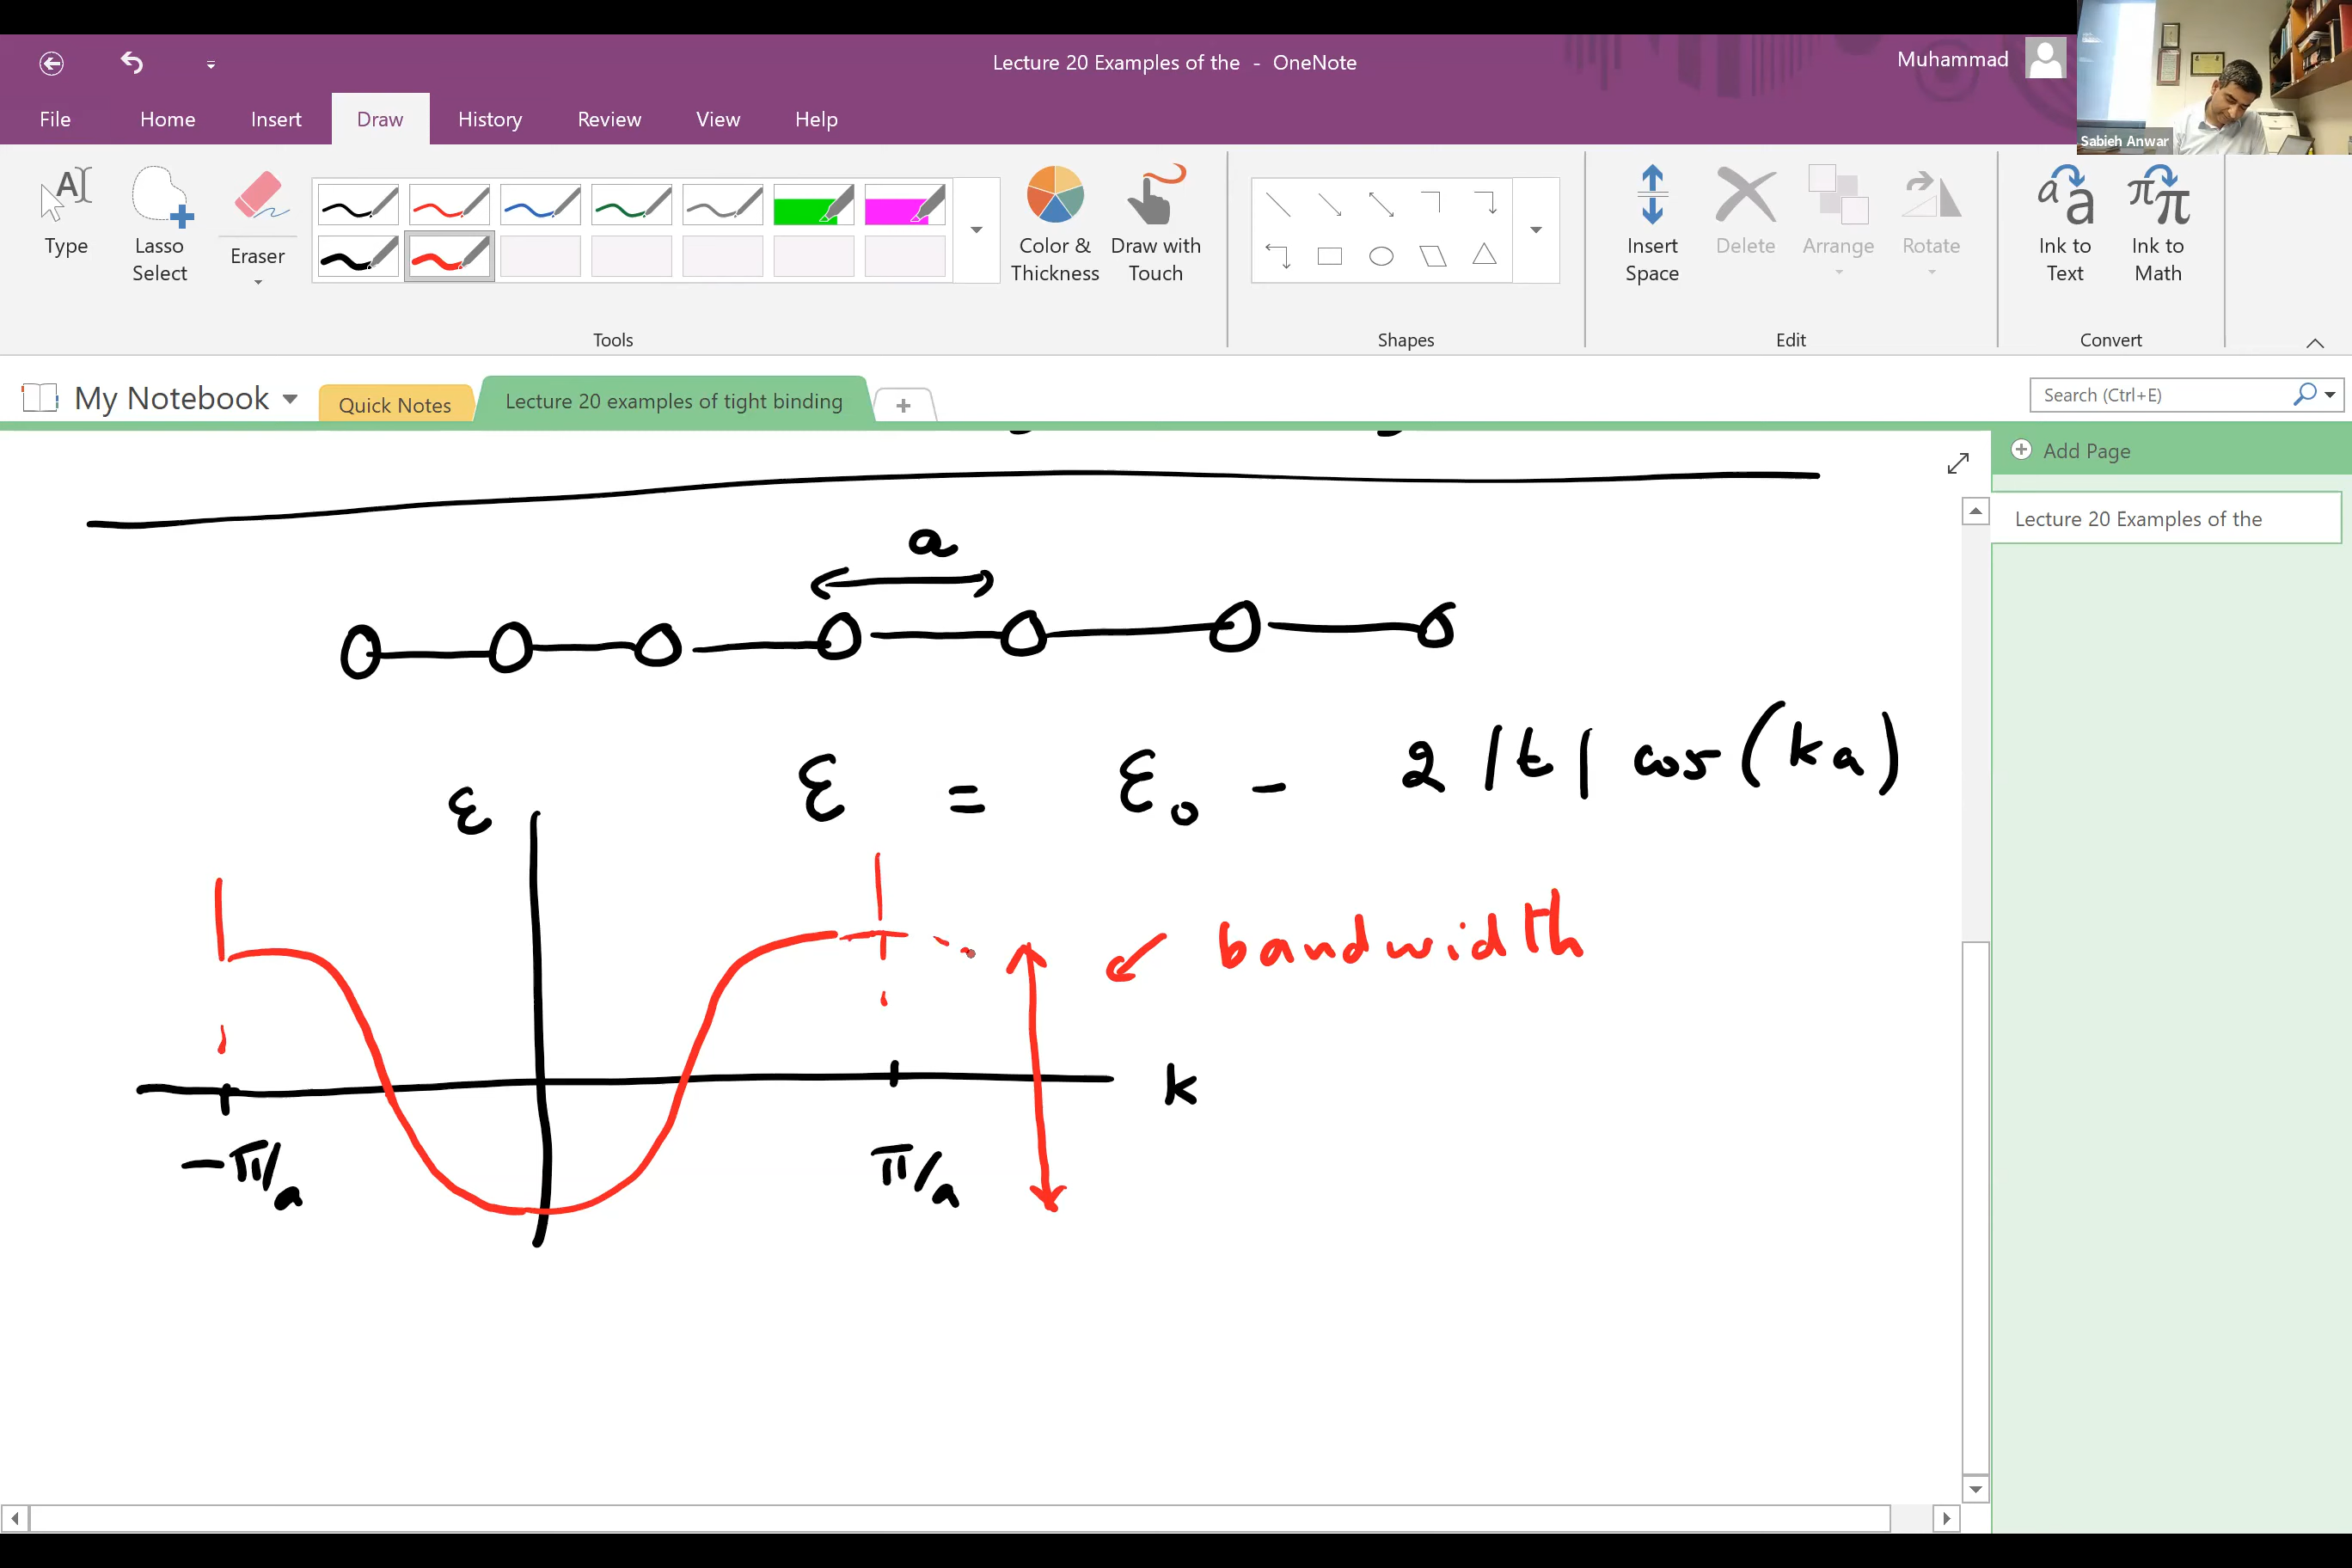 Lecture 20 Examples of the - OneNote
Muhammad
Sabieh Anwar
File Home Insert Draw History Review View Help
Type
Lasso Select
Eraser
Color & Thickness
Draw with Touch
Insert Space
Delete
Arrange
Rotate
Ink to Text
Ink to Math
Tools Shapes Edit Convert
My Notebook
Quick Notes
Lecture 20 examples of tight binding
Search (Ctrl+E)
Add Page
Lecture 20 Examples of the
a
ε = ε₀ - 2 |t| cos(ka)
ε
bandwidth
k
-π/a
π/a